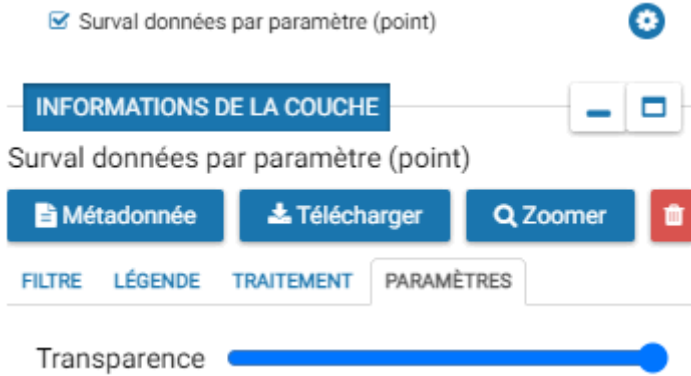 Surval données par paramètre (point)
INFORMATIONS DE LA COUCHE
Surval données par paramètre (point)
Métadonnée Télécharger Zoomer
FILTRE LÉGENDE TRAITEMENT PARAMÈTRES
Transparence